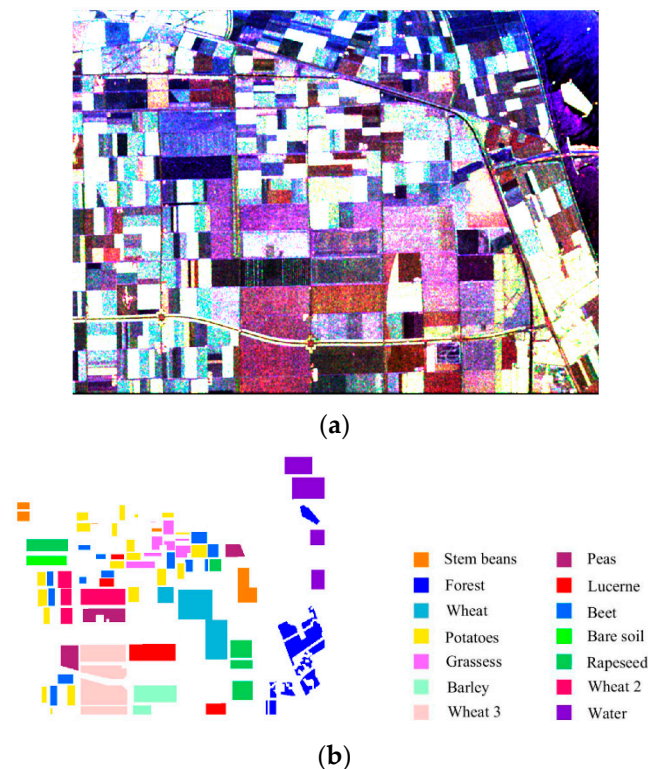 (a)
Stem beans Peas
Forest Lucerne
Wheat Beet
Potatoes Bare soil
Grassess Rapeseed
Barley Wheat 2
Wheat 3 Water
(b)